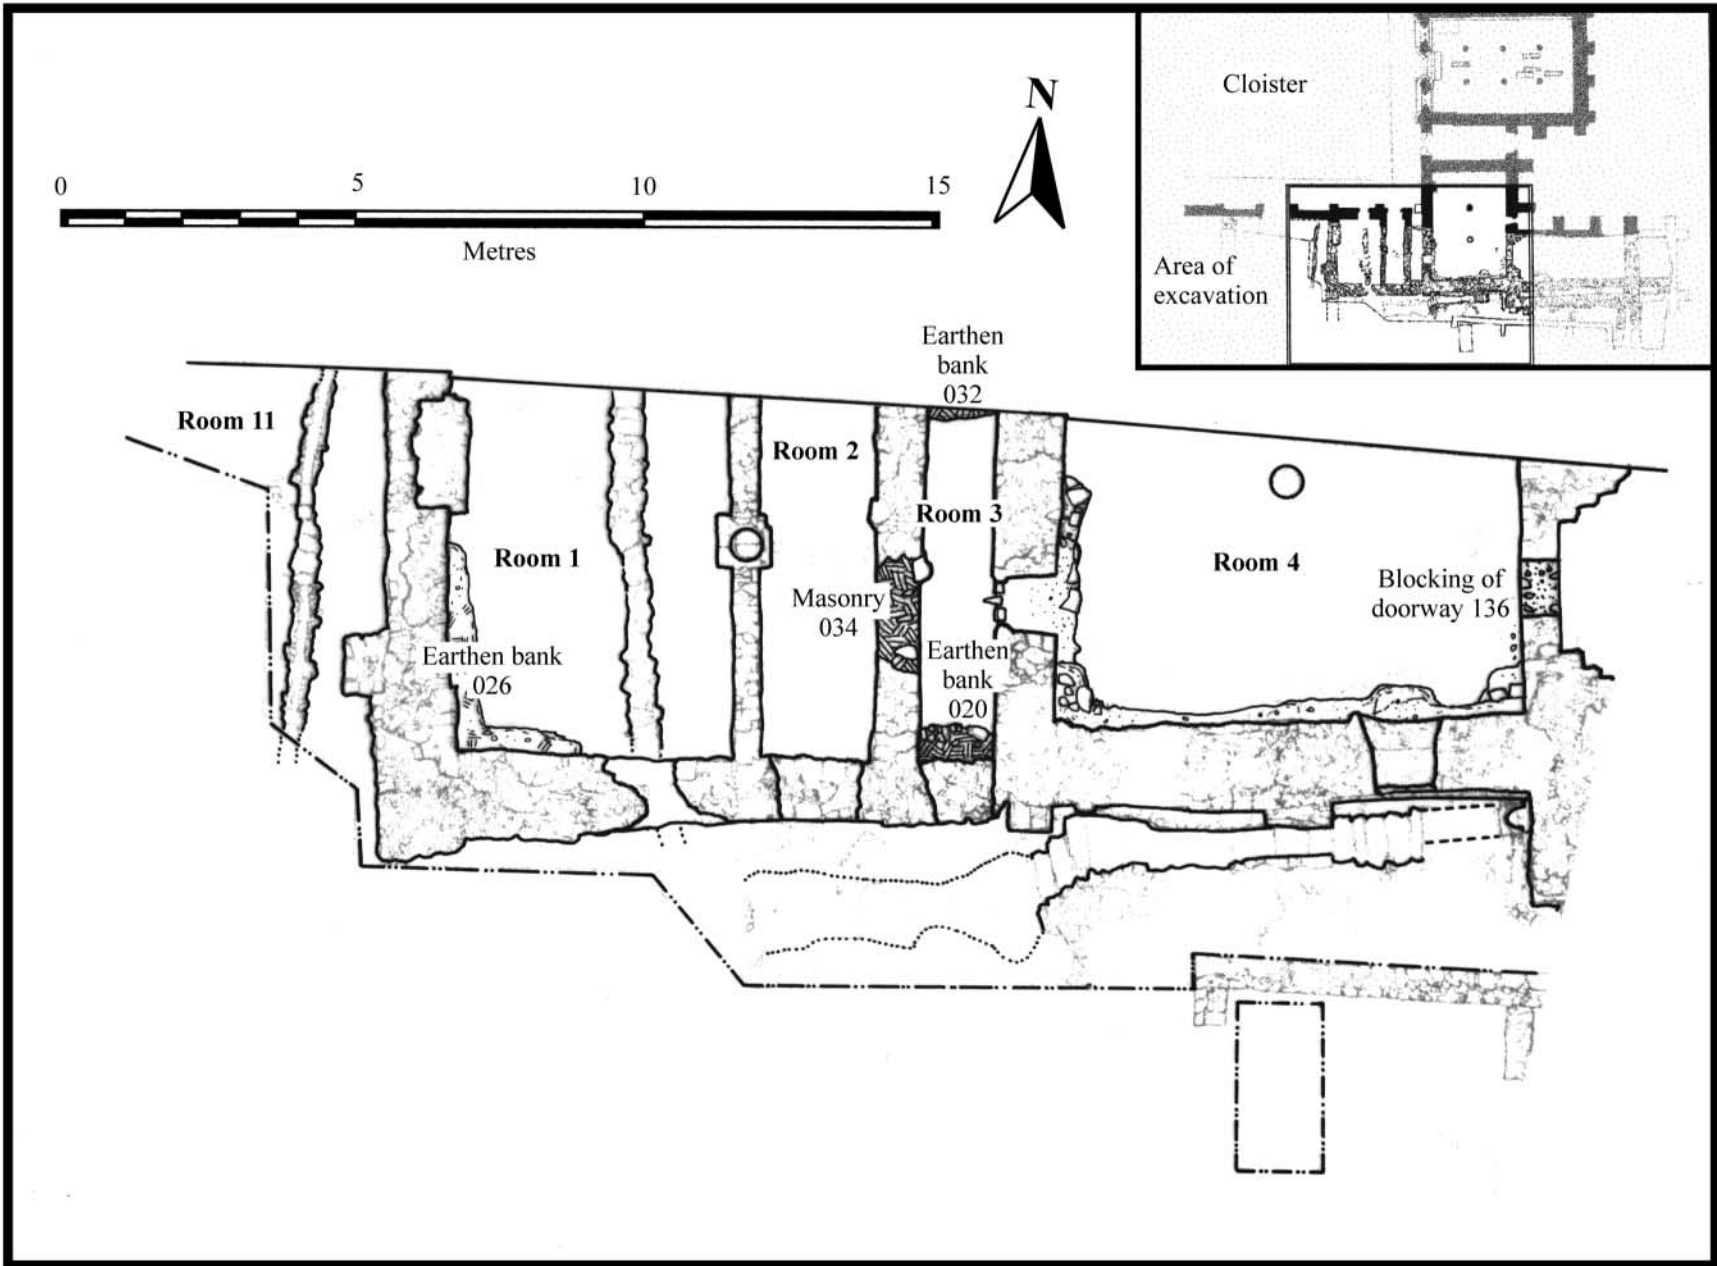 Cloister
N
0
5
10
15
Metres
Area of
excavation
Earthen
bank
032
Room 11
Room 2
Room 3
Room 1
Room 4
Masonry
034
Blocking of
doorway 136
Earthen bank
026
Earthen
bank
020